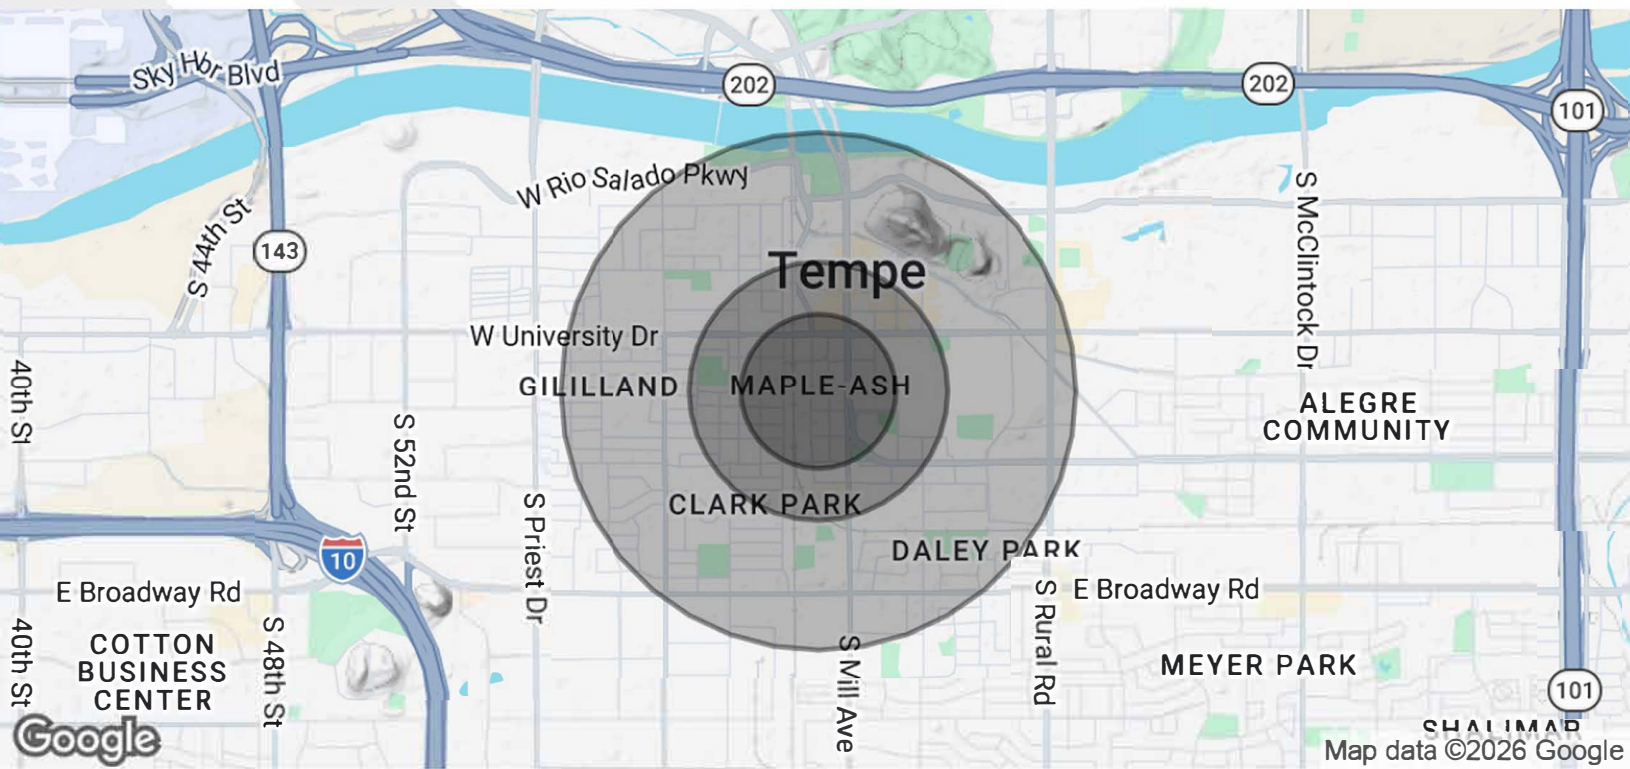 Sky Hbr Blvd
202
202
101
W Rio Salado Pkwy
S 44th St
143
S McClintock Dr
Tempe
W University Dr
40th St
GILILLAND
MAPLE-ASH
ALEGRE
COMMUNITY
S 52nd St
CLARK PARK
S Priest Dr
DALEY PARK
10
E Broadway Rd
S Rural Rd
E Broadway Rd
40th St
COTTON
BUSINESS
CENTER
S 48th St
S Mill Ave
MEYER PARK
101
SHALIMAR
Google
Map data ©2026 Google